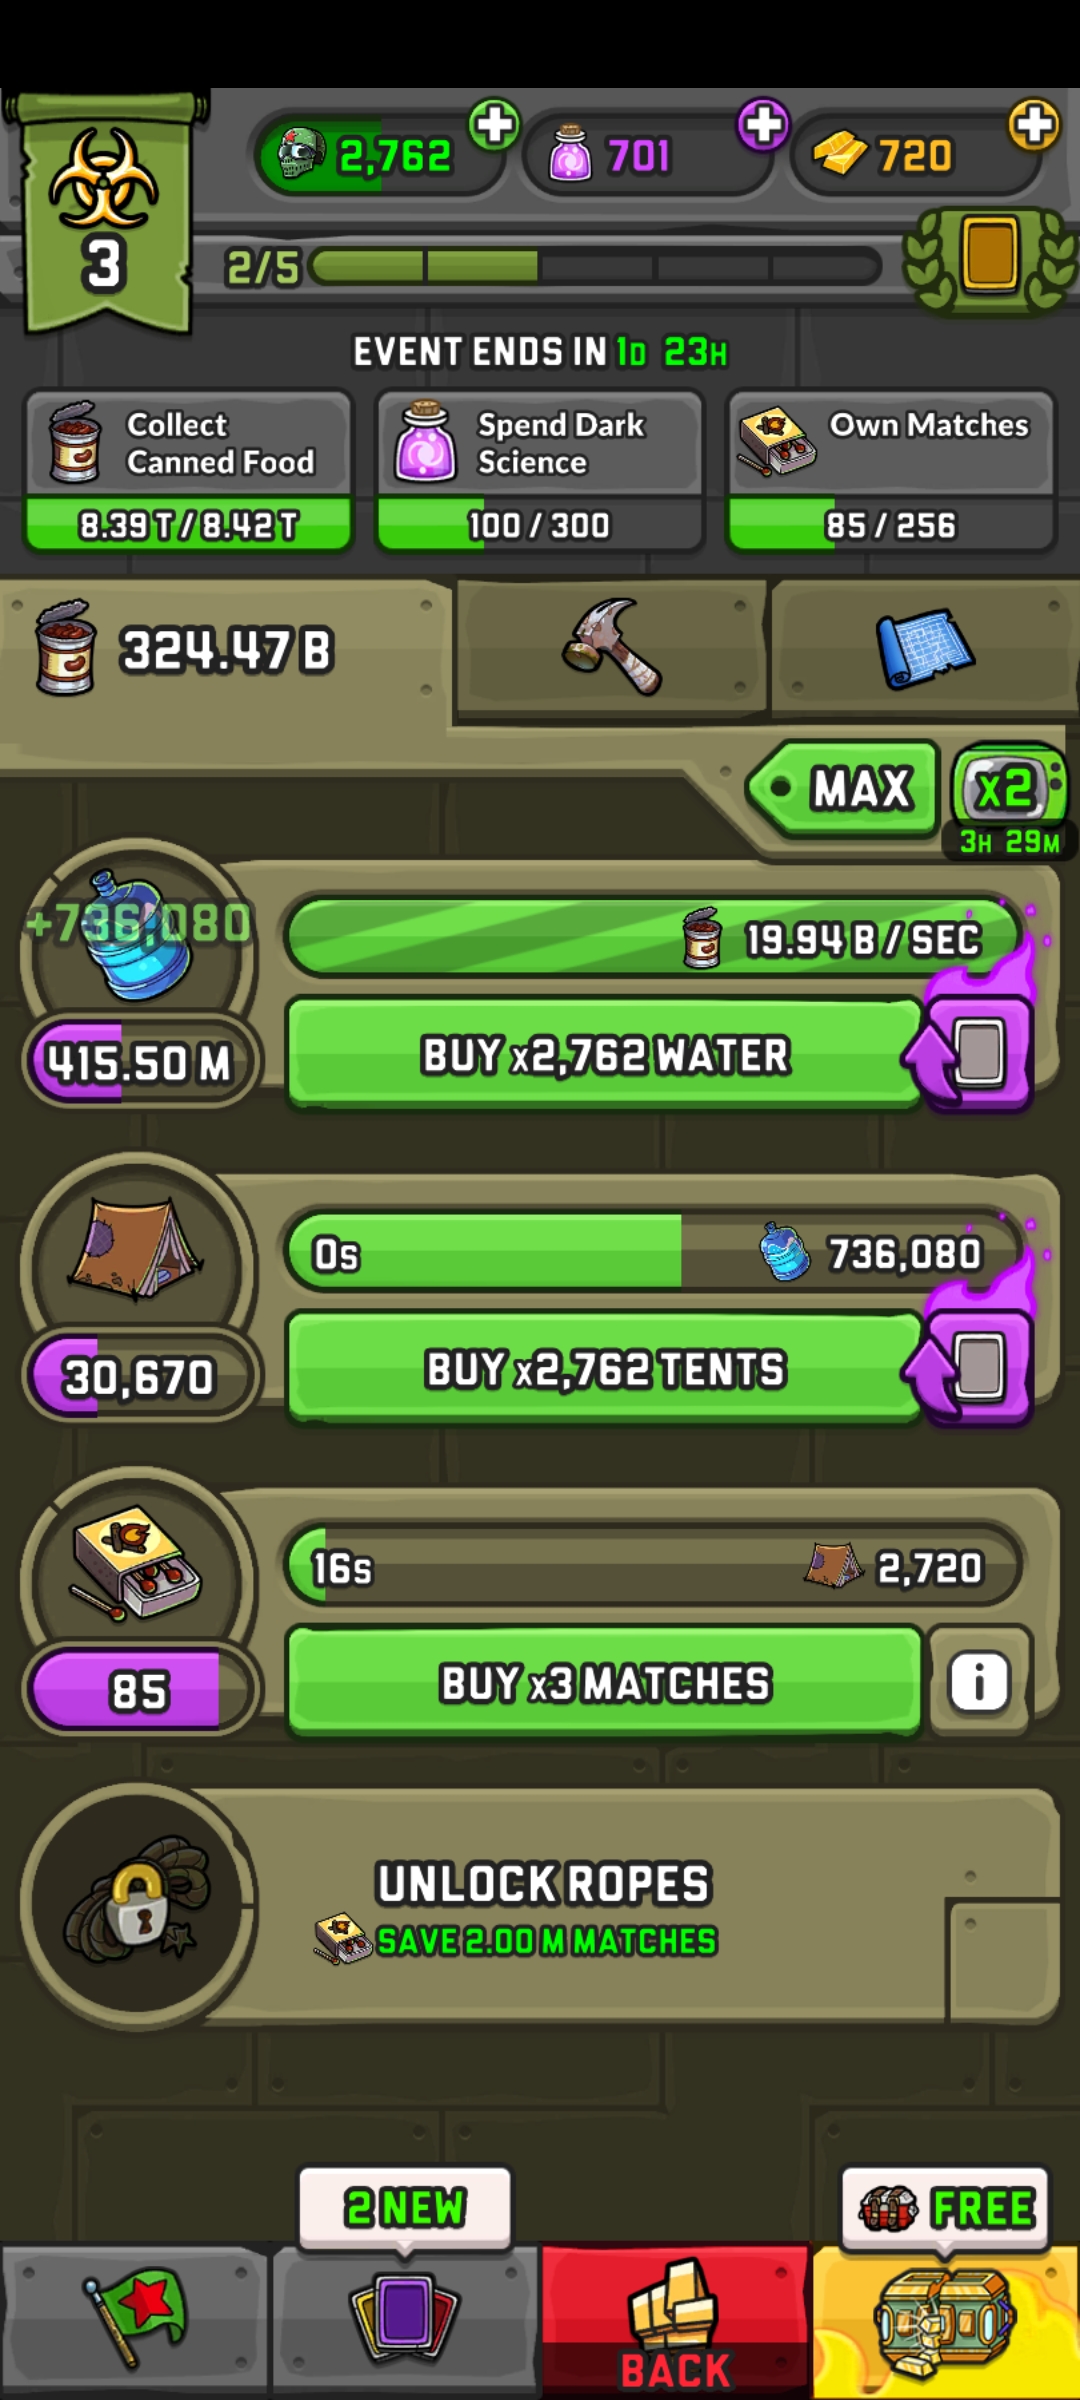 2,762
701
720
3
2/5
EVENT ENDS IN 1D 23H
Collect
Canned Food
8.39 T / 8.42 T
Spend Dark
Science
100 / 300
Own Matches
85 / 256
324.47 B
MAX
x2
3H 29M
+736,080
19.94 B / SEC
415.50 M
BUY x2,762 WATER
0s
736,080
30,670
BUY x2,762 TENTS
16s
2,720
85
BUY x3 MATCHES
i
UNLOCK ROPES
SAVE 2.00 M MATCHES
2 NEW
FREE
BACK